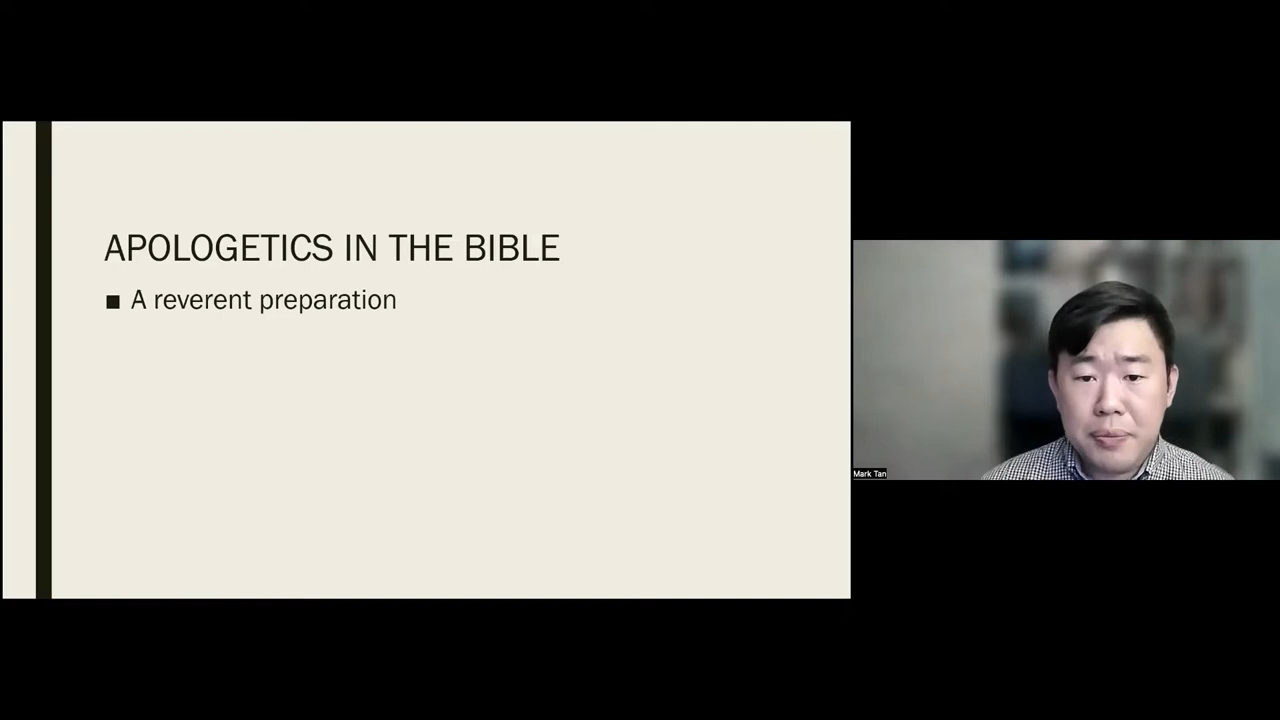 APOLOGETICS IN THE BIBLE
■ A reverent preparation
Mark Tan